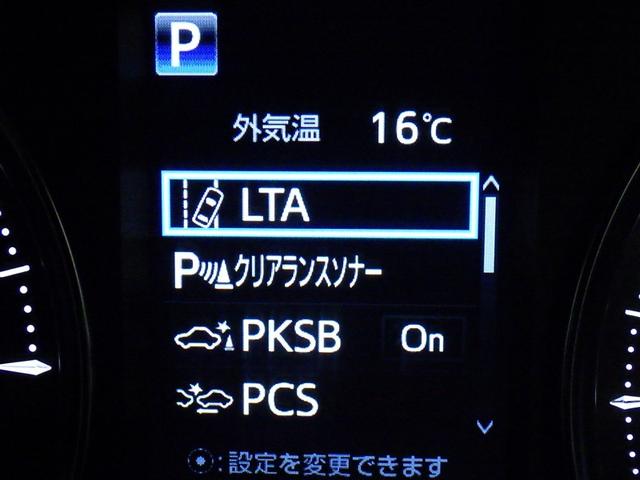 P
外気温 16℃
LTA
Pクリアランスソナー
PKSB On
PCS
:設定を変更できます